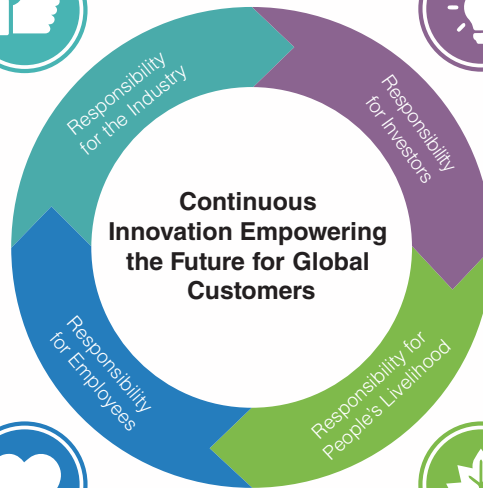 Responsibility
for the Industry
Responsibility
for Investors
Continuous
Innovation Empowering
the Future for Global
Customers
Responsibility
for Employees
Responsibility for
People's Livelihood